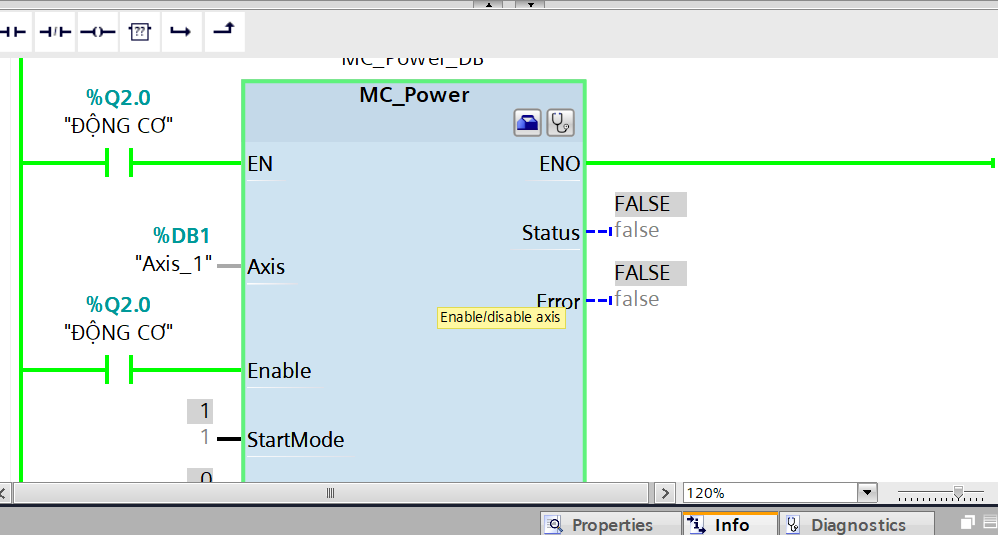 ??
MC_Power_DB
%Q2.0
"ĐỘNG CƠ"
MC_Power
EN
ENO
%DB1
"Axis_1"
Axis
Status
FALSE
false
%Q2.0
"ĐỘNG CƠ"
Error
FALSE
false
Enable/disable axis
Enable
1
1
StartMode
0
120%
Properties
Info
Diagnostics